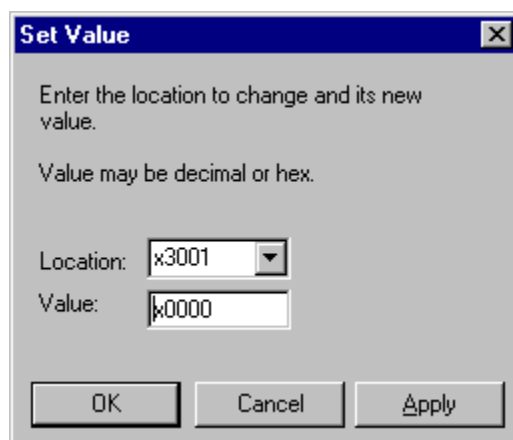 Set Value
Enter the location to change and its new
value.
Value may be decimal or hex.
Location: x3001
Value: x0000
OK Cancel Apply